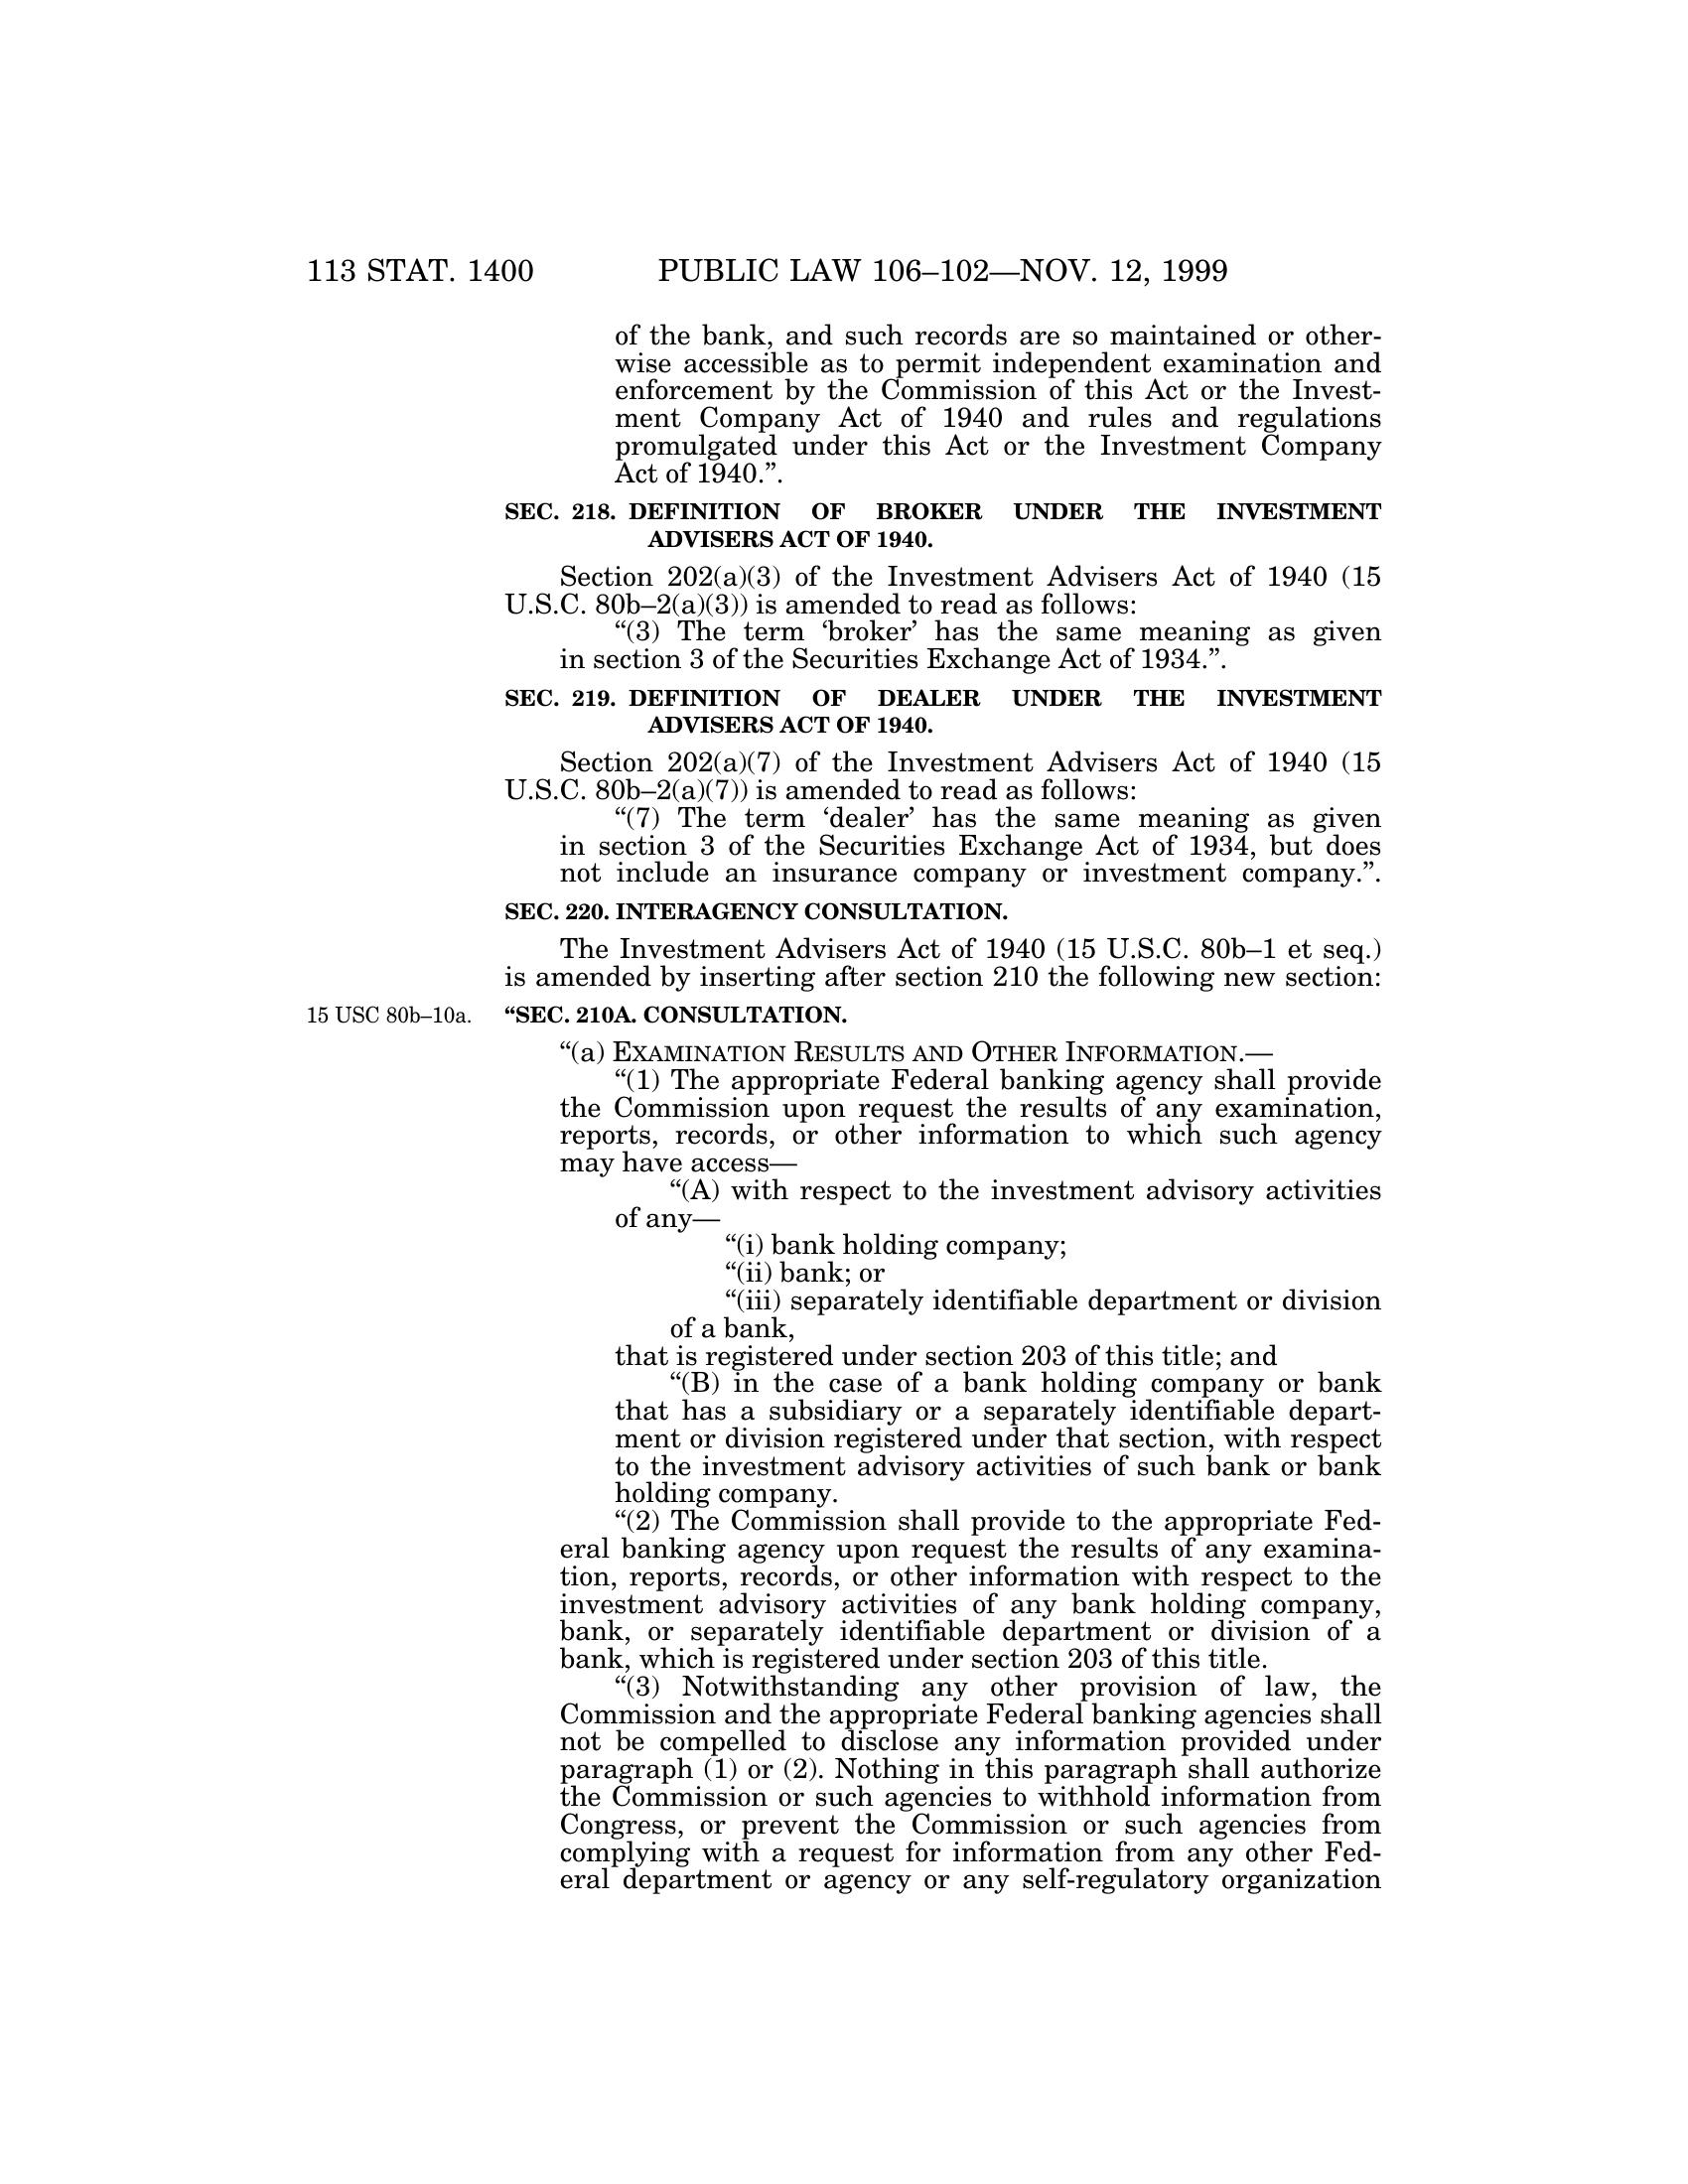 113 STAT. 1400 PUBLIC LAW 106–102—NOV. 12, 1999
of the bank, and such records are so maintained or other-
wise accessible as to permit independent examination and
enforcement by the Commission of this Act or the Invest-
ment Company Act of 1940 and rules and regulations
promulgated under this Act or the Investment Company
Act of 1940.”.
SEC. 218. DEFINITION OF BROKER UNDER THE INVESTMENT
ADVISERS ACT OF 1940.
Section 202(a)(3) of the Investment Advisers Act of 1940 (15
U.S.C. 80b–2(a)(3)) is amended to read as follows:
“(3) The term ‘broker’ has the same meaning as given
in section 3 of the Securities Exchange Act of 1934.”.
SEC. 219. DEFINITION OF DEALER UNDER THE INVESTMENT
ADVISERS ACT OF 1940.
Section 202(a)(7) of the Investment Advisers Act of 1940 (15
U.S.C. 80b–2(a)(7)) is amended to read as follows:
“(7) The term ‘dealer’ has the same meaning as given
in section 3 of the Securities Exchange Act of 1934, but does
not include an insurance company or investment company.”.
SEC. 220. INTERAGENCY CONSULTATION.
The Investment Advisers Act of 1940 (15 U.S.C. 80b–1 et seq.)
is amended by inserting after section 210 the following new section:
15 USC 80b–10a. “SEC. 210A. CONSULTATION.
“(a) EXAMINATION RESULTS AND OTHER INFORMATION.—
“(1) The appropriate Federal banking agency shall provide
the Commission upon request the results of any examination,
reports, records, or other information to which such agency
may have access—
“(A) with respect to the investment advisory activities
of any—
“(i) bank holding company;
“(ii) bank; or
“(iii) separately identifiable department or division
of a bank,
that is registered under section 203 of this title; and
“(B) in the case of a bank holding company or bank
that has a subsidiary or a separately identifiable depart-
ment or division registered under that section, with respect
to the investment advisory activities of such bank or bank
holding company.
“(2) The Commission shall provide to the appropriate Fed-
eral banking agency upon request the results of any examina-
tion, reports, records, or other information with respect to the
investment advisory activities of any bank holding company,
bank, or separately identifiable department or division of a
bank, which is registered under section 203 of this title.
“(3) Notwithstanding any other provision of law, the
Commission and the appropriate Federal banking agencies shall
not be compelled to disclose any information provided under
paragraph (1) or (2). Nothing in this paragraph shall authorize
the Commission or such agencies to withhold information from
Congress, or prevent the Commission or such agencies from
complying with a request for information from any other Fed-
eral department or agency or any self-regulatory organization